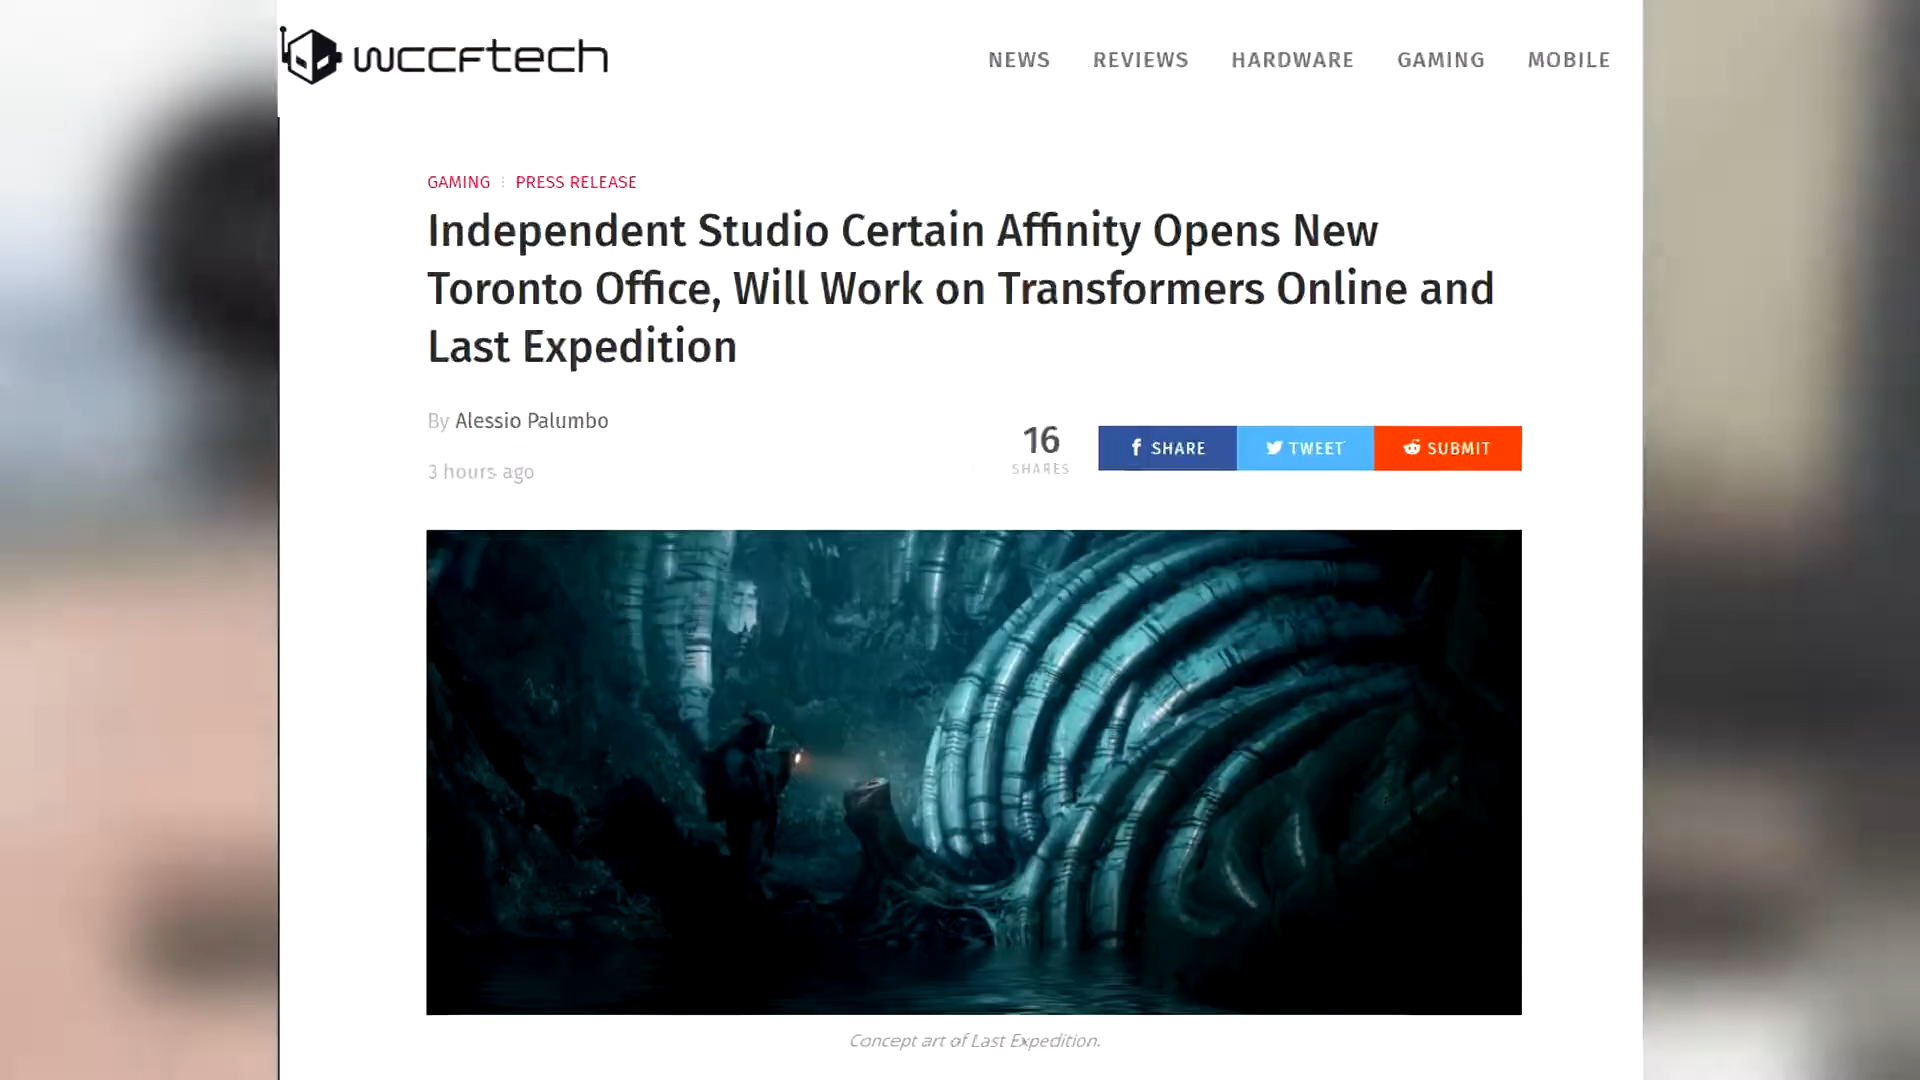 wccftech
NEWS REVIEWS HARDWARE GAMING MOBILE
GAMING PRESS RELEASE
Independent Studio Certain Affinity Opens New
Toronto Office, Will Work on Transformers Online and
Last Expedition
By Alessio Palumbo
3 hours ago
16
SHARES
SHARE TWEET SUBMIT
Concept art of Last Expedition.